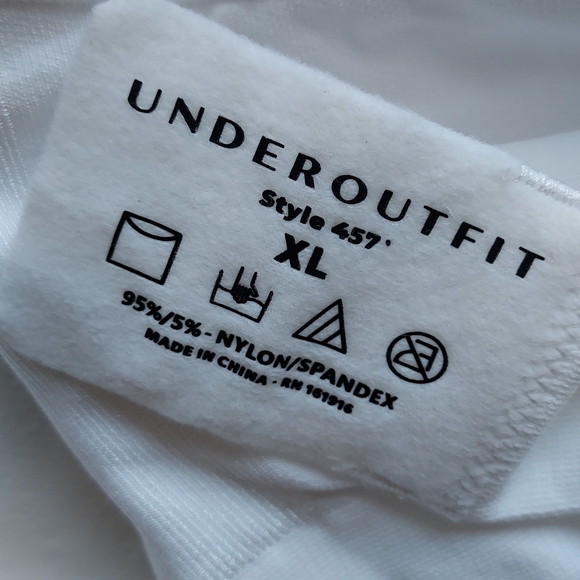 UNDEROUTFIT
Style 457
XL
95%/5% - NYLON/SPANDEX
MADE IN CHINA - RN 161916